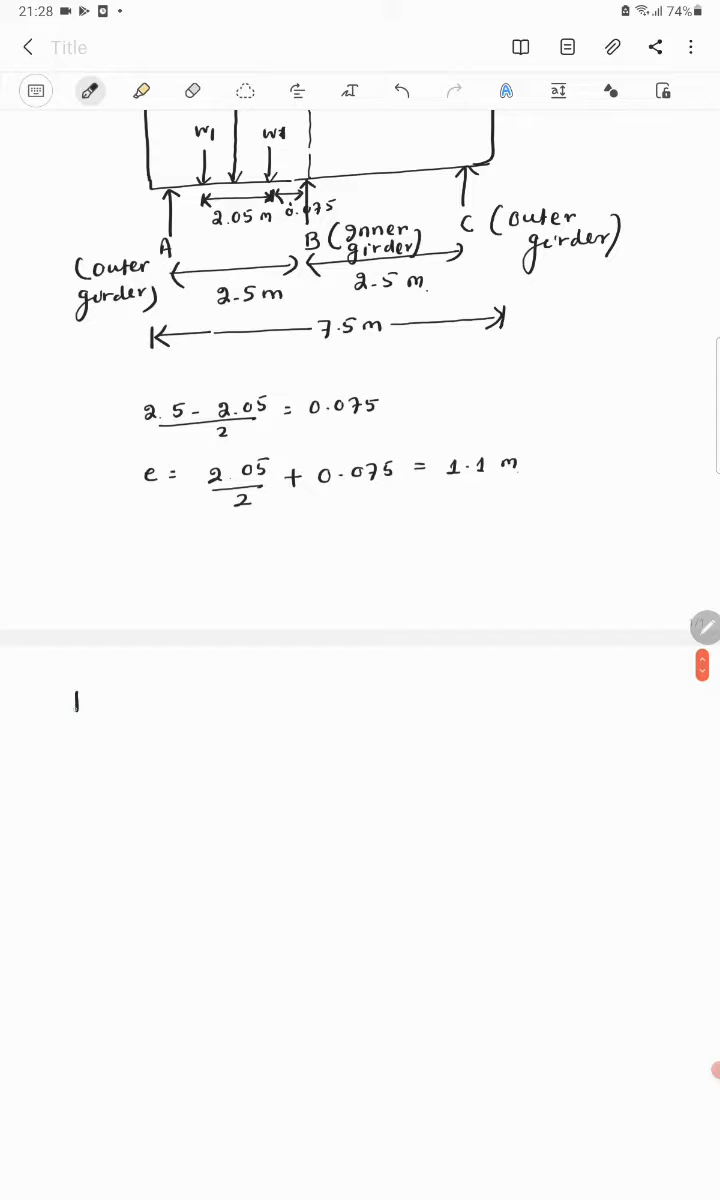 21:28 74%
Title
W1 W1
2.05 m 0.075
A B (Inner girder) C (Outer girder)
(Outer girder) 2.5 m 2.5 m.
7.5 m
2.5 - 2.05 / 2 = 0.075
e = 2.05 / 2 + 0.075 = 1.1 m